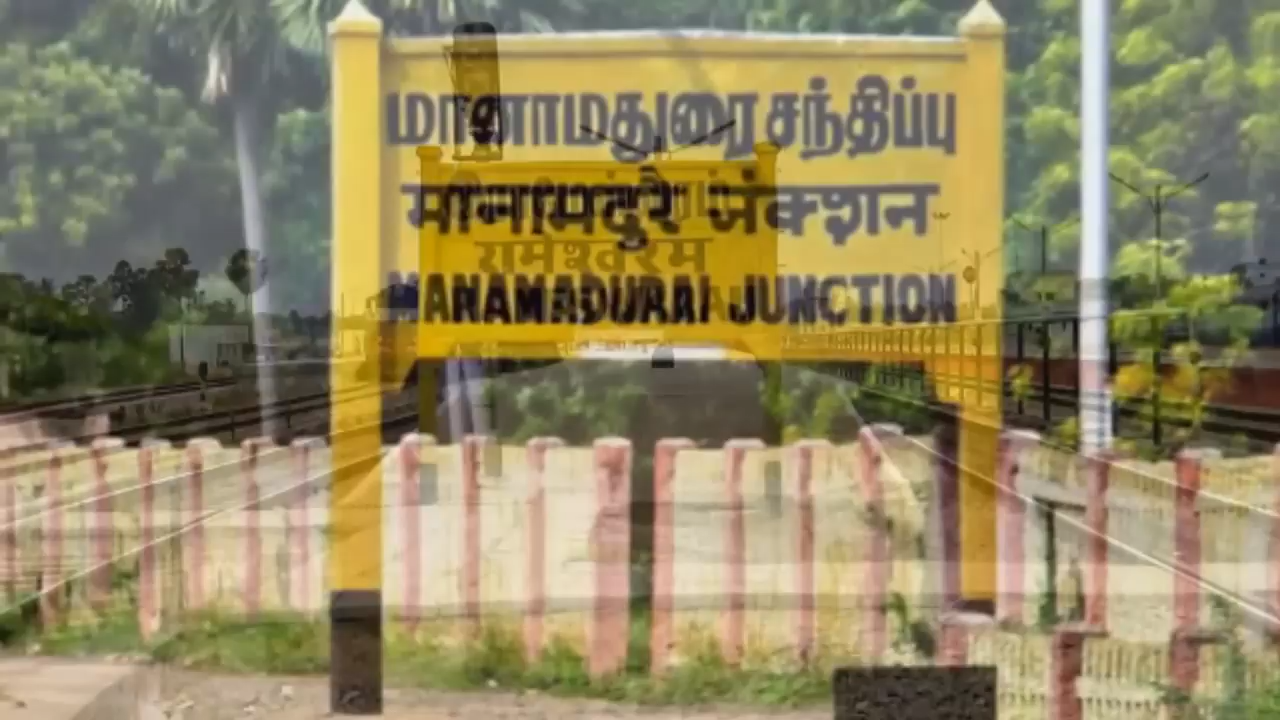 மானாமதுரை சந்திப்பு
मानामदुरै जंक्शन
रामेश्वरम
MANAMADURAI JUNCTION